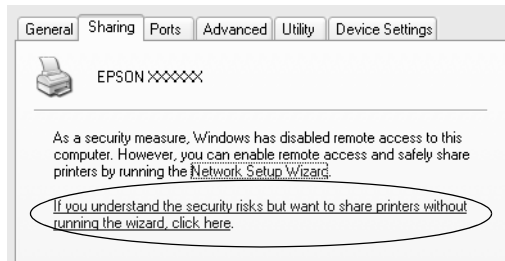 General Sharing Ports Advanced Utility Device Settings
EPSON XXXXXX
As a security measure, Windows has disabled remote access to this
computer. However, you can enable remote access and safely share
printers by running the Network Setup Wizard.
If you understand the security risks but want to share printers without
running the wizard, click here.